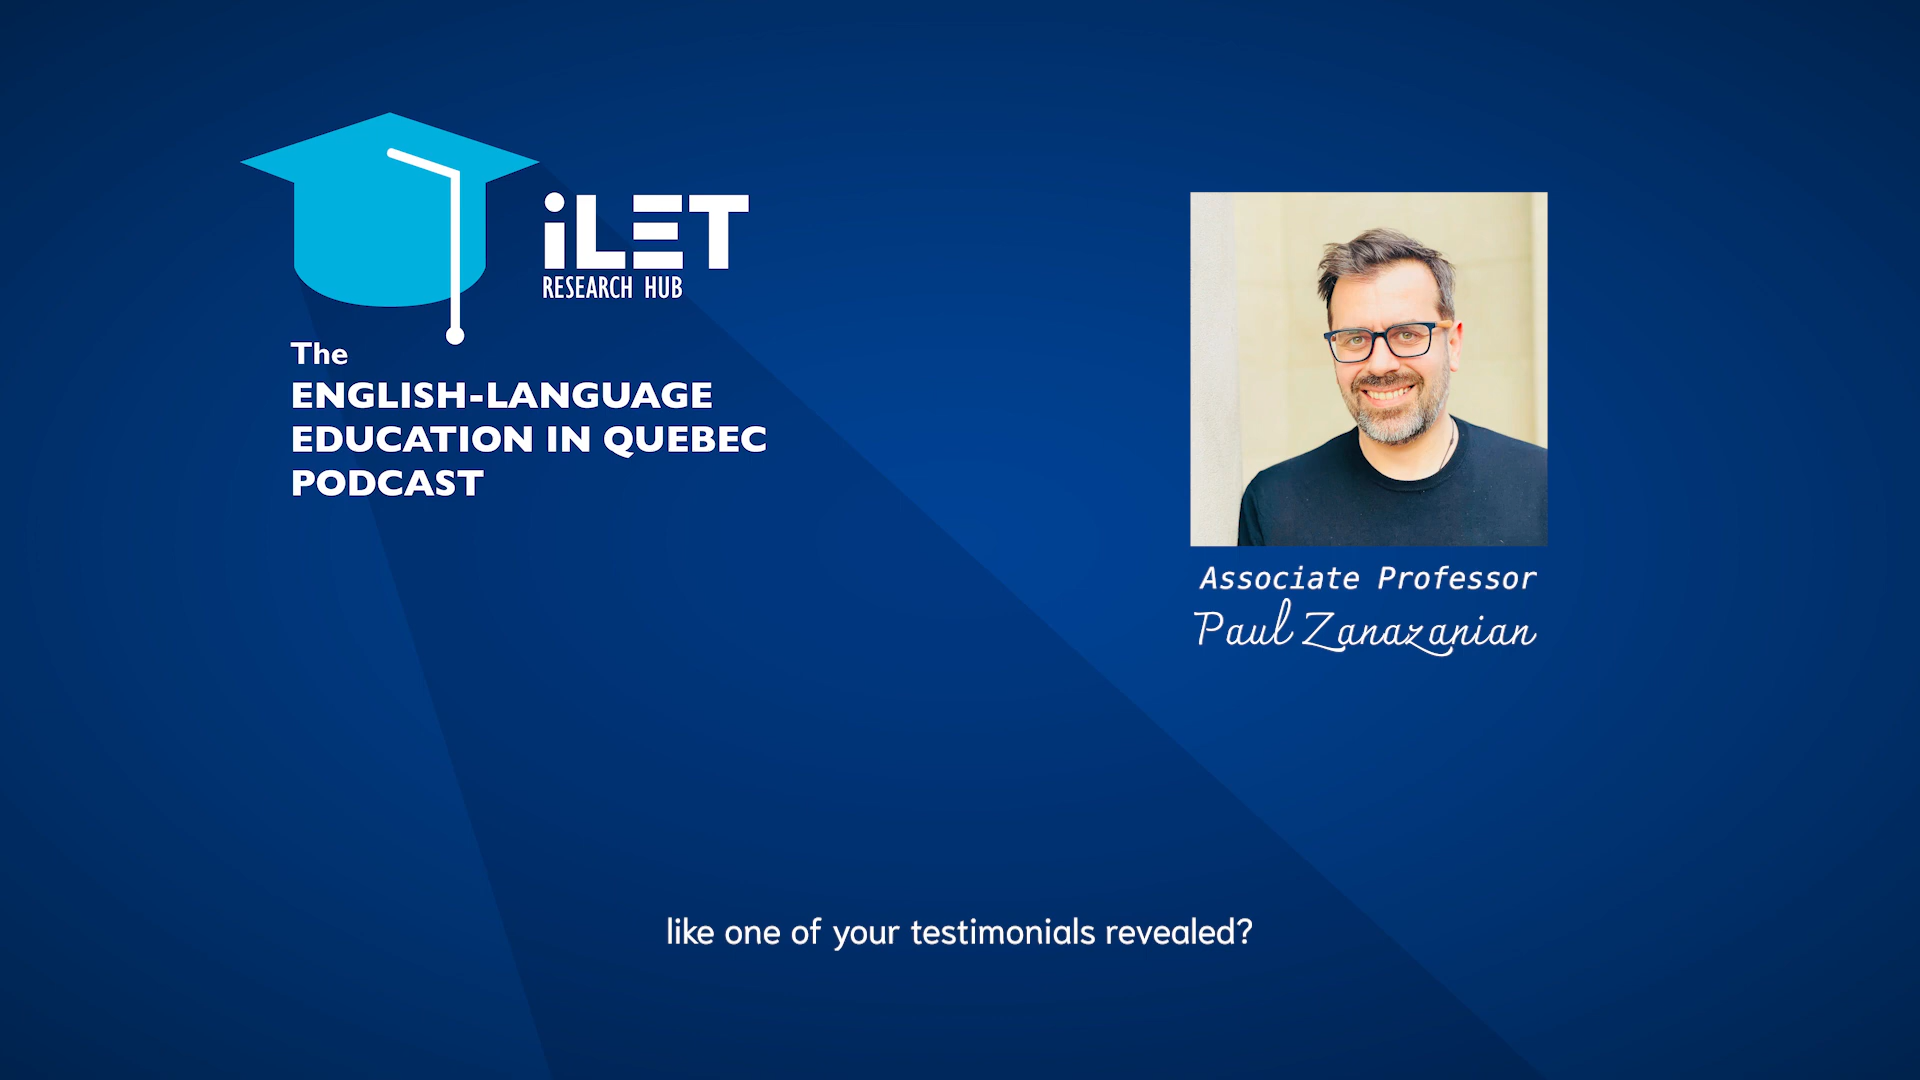 iLET
RESEARCH HUB
The
ENGLISH-LANGUAGE
EDUCATION IN QUEBEC
PODCAST
Associate Professor
Paul Zanazanian
like one of your testimonials revealed?